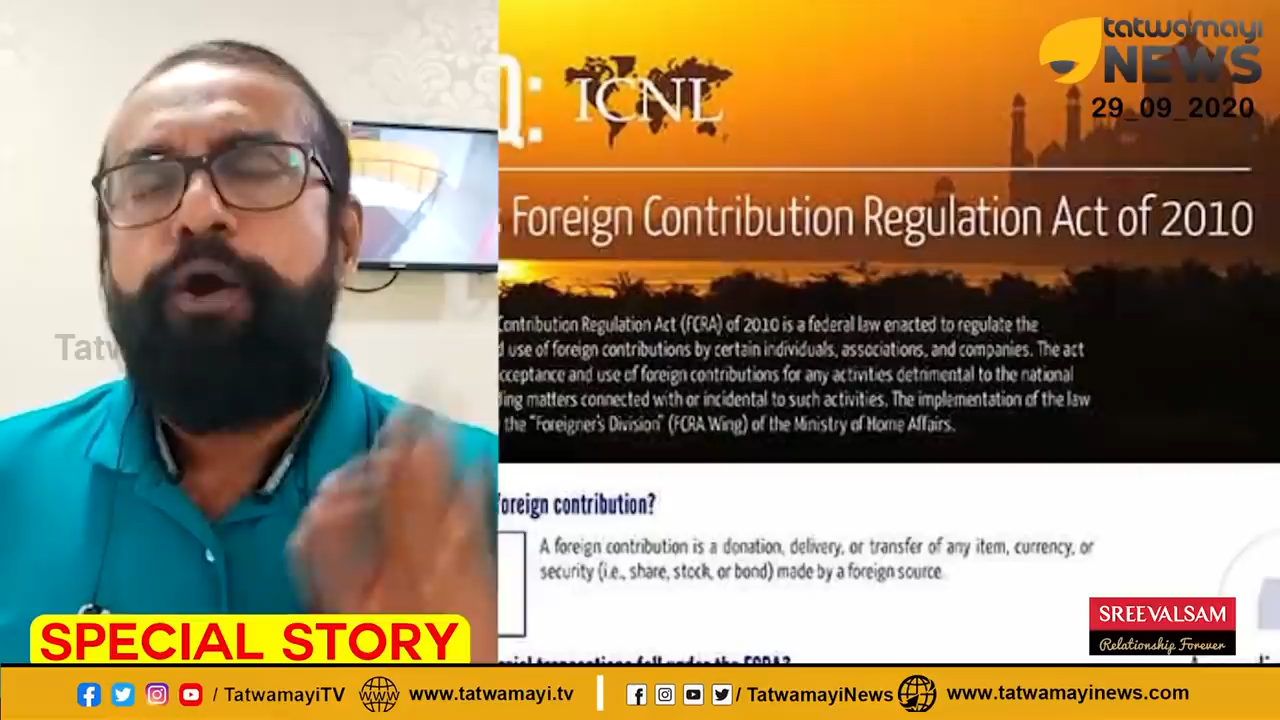 tatwamayi
NEWS
29_09_2020
Q:
ICNL
Foreign Contribution Regulation Act of 2010
Contribution Regulation Act (FCRA) of 2010 is a federal law enacted to regulate the
use of foreign contributions by certain individuals, associations, and companies. The act
acceptance and use of foreign contributions for any activities detrimental to the national
matters connected with or incidental to such activities. The implementation of the law
the "Foreigner's Division" (FCRA Wing) of the Ministry of Home Affairs.
foreign contribution?
A foreign contribution is a donation, delivery, or transfer of any item, currency, or
security (i.e., share, stock, or bond) made by a foreign source.
Tatw
SREEVALSAM
Relationship Forever
SPECIAL STORY
/ TatwamayiTV www.tatwamayi.tv / TatwamayiNews www.tatwamayinews.com